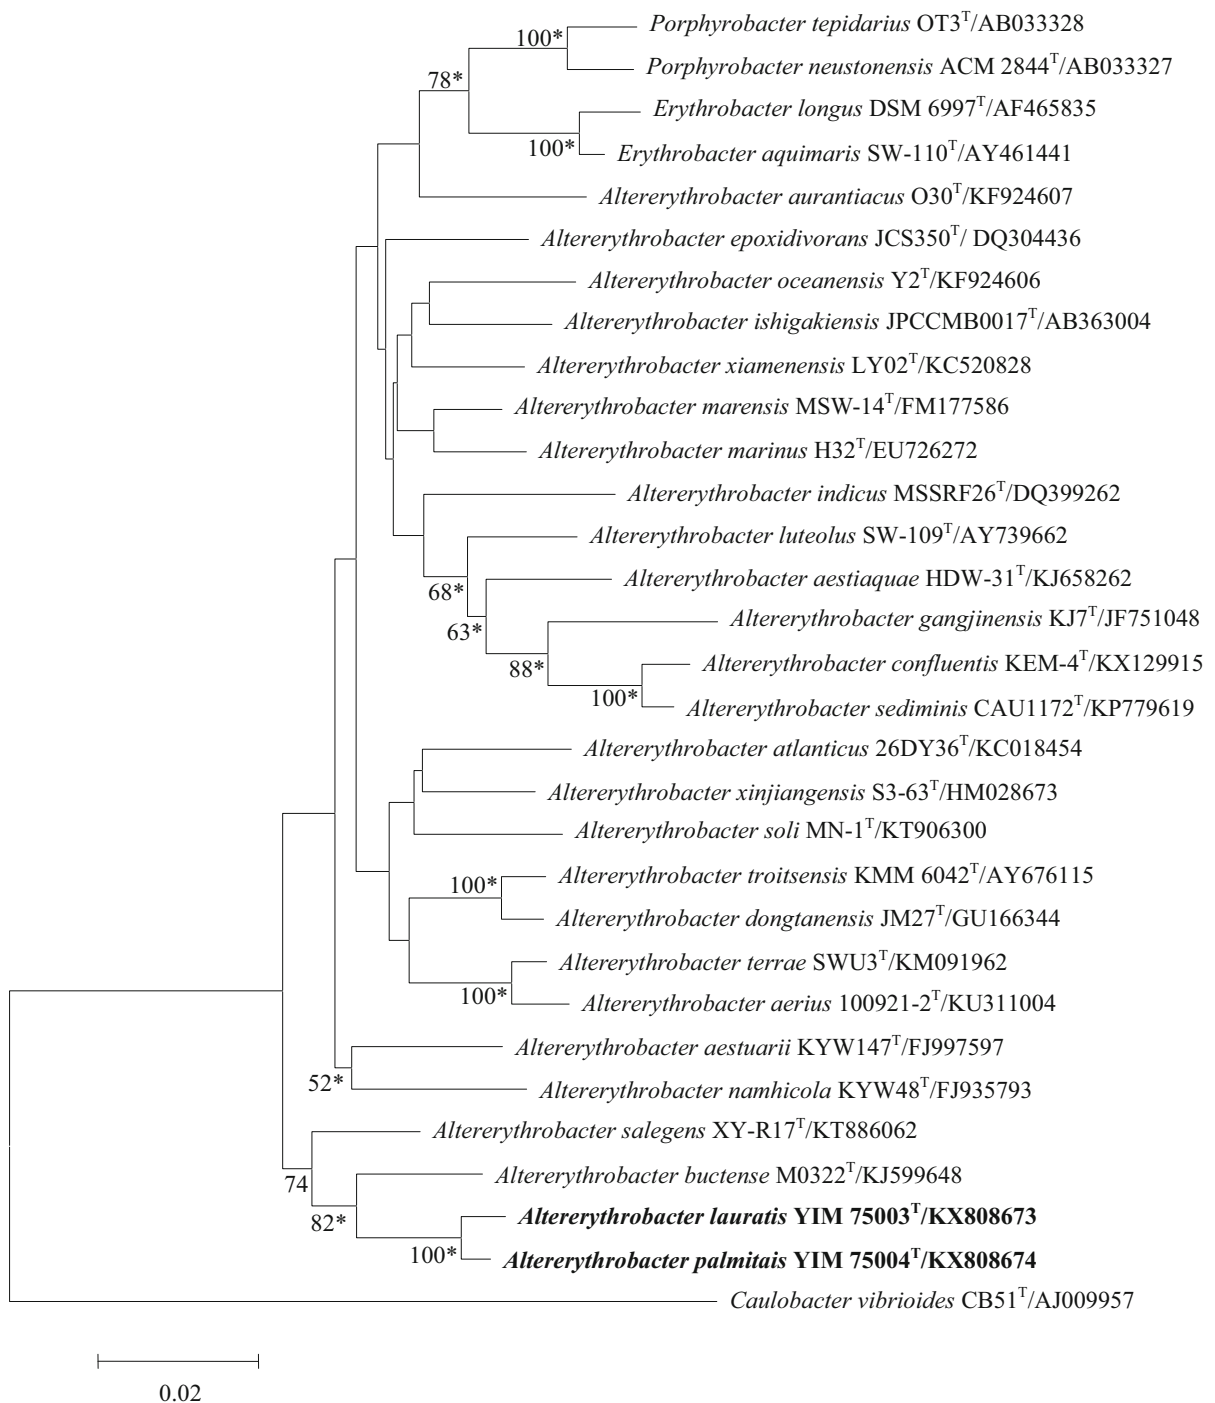 Porphyrobacter tepidarius OT3ᵀ/AB033328
100*
Porphyrobacter neustonensis ACM 2844ᵀ/AB033327
78*
Erythrobacter longus DSM 6997ᵀ/AF465835
100*
Erythrobacter aquimaris SW-110ᵀ/AY461441
Altererythrobacter aurantiacus O30ᵀ/KF924607
Altererythrobacter epoxidivorans JCS350ᵀ/ DQ304436
Altererythrobacter oceanensis Y2ᵀ/KF924606
Altererythrobacter ishigakiensis JPCCMB0017ᵀ/AB363004
Altererythrobacter xiamenensis LY02ᵀ/KC520828
Altererythrobacter marensis MSW-14ᵀ/FM177586
Altererythrobacter marinus H32ᵀ/EU726272
Altererythrobacter indicus MSSRF26ᵀ/DQ399262
Altererythrobacter luteolus SW-109ᵀ/AY739662
Altererythrobacter aestiaquae HDW-31ᵀ/KJ658262
68*
Altererythrobacter gangjinensis KJ7ᵀ/JF751048
63*
Altererythrobacter confluentis KEM-4ᵀ/KX129915
88*
100*
Altererythrobacter sediminis CAU1172ᵀ/KP779619
Altererythrobacter atlanticus 26DY36ᵀ/KC018454
Altererythrobacter xinjiangensis S3-63ᵀ/HM028673
Altererythrobacter soli MN-1ᵀ/KT906300
Altererythrobacter troitsensis KMM 6042ᵀ/AY676115
100*
Altererythrobacter dongtanensis JM27ᵀ/GU166344
Altererythrobacter terrae SWU3ᵀ/KM091962
100*
Altererythrobacter aerius 100921-2ᵀ/KU311004
Altererythrobacter aestuarii KYW147ᵀ/FJ997597
52*
Altererythrobacter namhicola KYW48ᵀ/FJ935793
Altererythrobacter salegens XY-R17ᵀ/KT886062
Altererythrobacter buctense M0322ᵀ/KJ599648
74
Altererythrobacter lauratis YIM 75003ᵀ/KX808673
82*
100*
Altererythrobacter palmitais YIM 75004ᵀ/KX808674
Caulobacter vibrioides CB51ᵀ/AJ009957
0.02